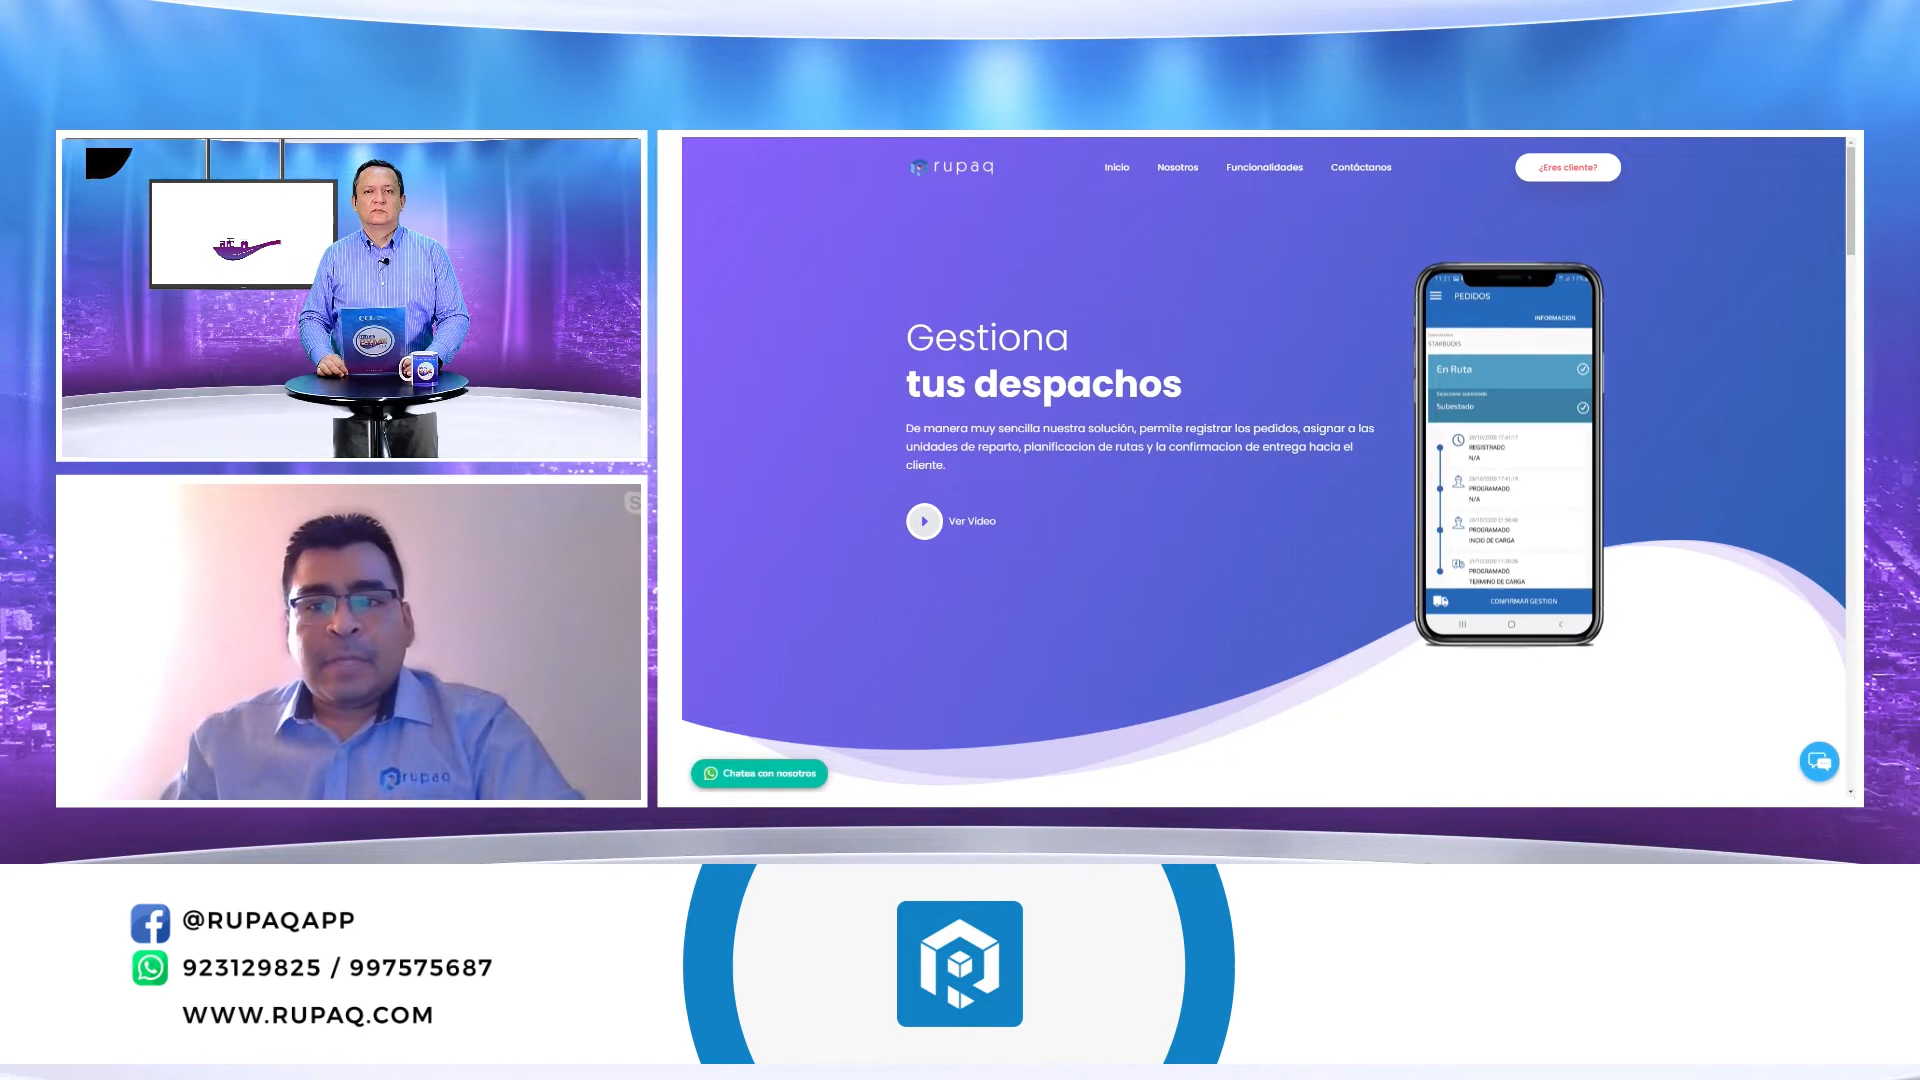 rupaq
Inicio
Nosotros
Funcionalidades
Contáctanos
¿Eres cliente?
Gestiona
tus despachos
De manera muy sencilla nuestra solución, permite registrar los pedidos, asignar a las
unidades de reparto, planificacion de rutas y la confirmacion de entrega hacia el
cliente.
Ver Video
PEDIDOS
INFORMACION
STARBUCKS
En Ruta
Seleccione subestado
Subestado
REGISTRADO
N/A
PROGRAMADO
N/A
PROGRAMADO
INCIO DE CARGA
PROGRAMADO
TERMINO DE CARGA
CONFIRMAR GESTION
Chatea con nosotros
rupaq
@RUPAQAPP
923129825 / 997575687
WWW.RUPAQ.COM